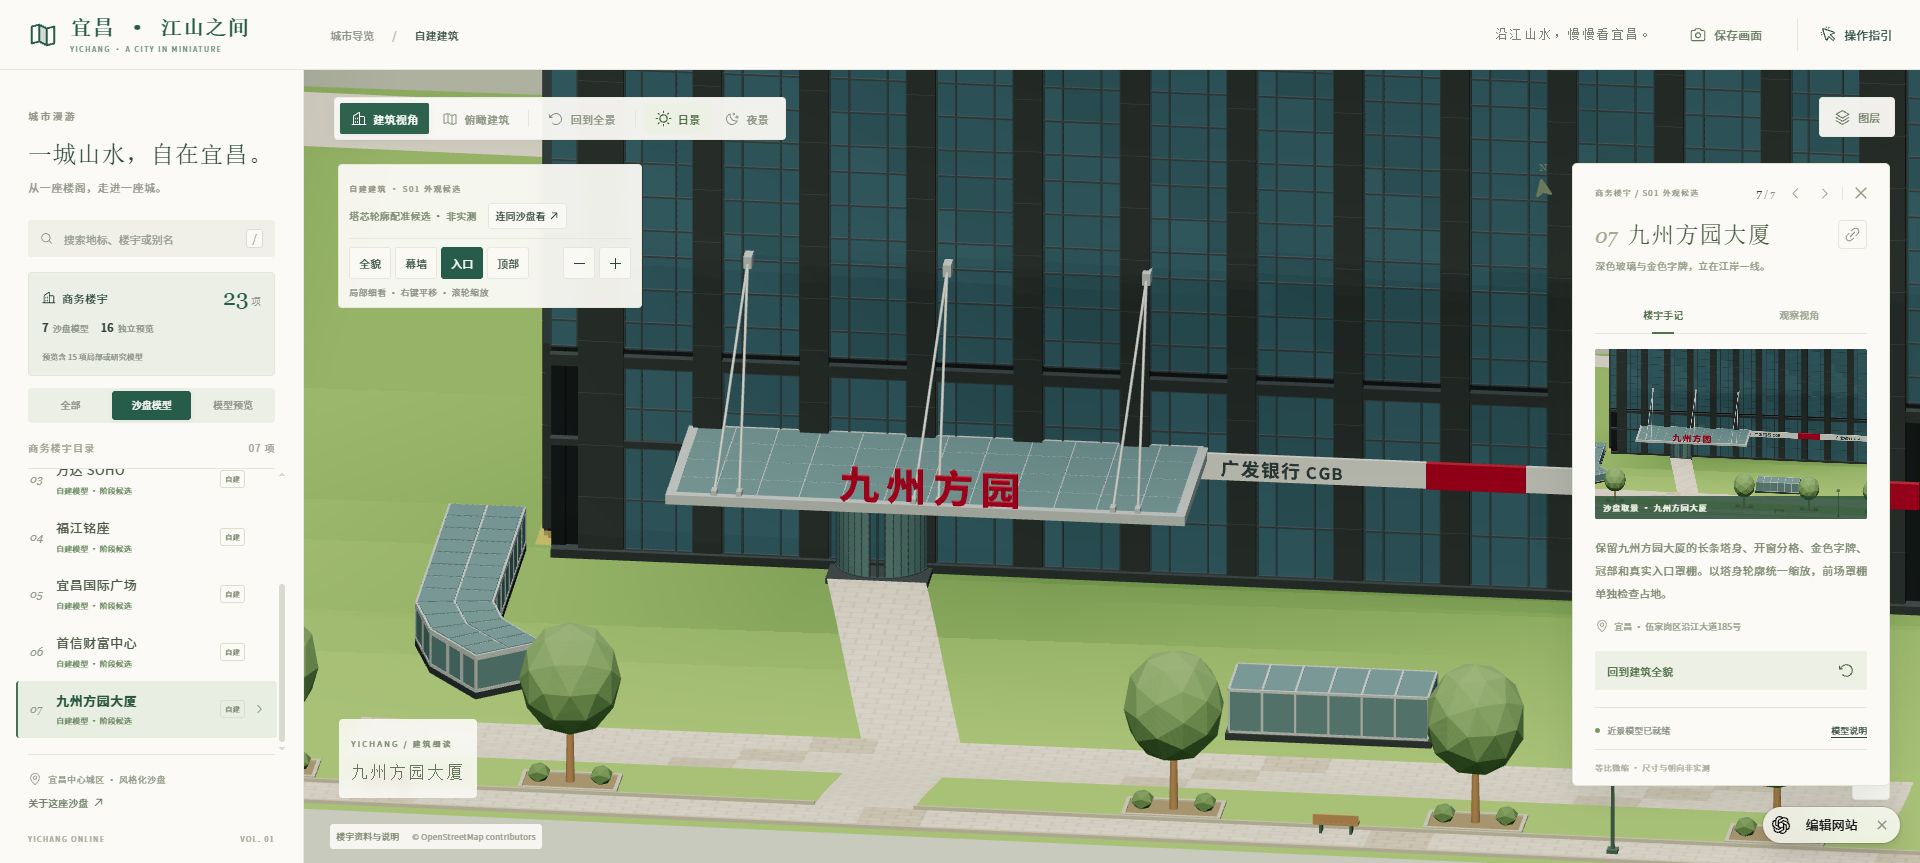 宜昌 · 江山之间
YICHANG · A CITY IN MINIATURE
城市导览 / 自建建筑
沿江山水，慢慢看宜昌。
保存画面
操作指引
城市漫游
一城山水，自在宜昌。
从一座楼阁，走进一座城。
搜索地标、楼宇或别名 /
商务楼宇 23 项
7 沙盘模型 16 独立预览
预览含 15 项局部或研究模型
全部 沙盘模型 模型预览
商务楼宇目录 07 项
03 万达 SOHO
自建模型 · 阶段候选
自建
04 福江铭座
自建模型 · 阶段候选
自建
05 宜昌国际广场
自建模型 · 阶段候选
自建
06 首信财富中心
自建模型 · 阶段候选
自建
07 九州方园大厦
自建模型 · 阶段候选
自建
宜昌中心城区 · 风格化沙盘
关于这座沙盘 ↗
YICHANG ONLINE VOL. 01
建筑视角 俯瞰建筑 回到全景 日景 夜景
自建建筑 · S01 外观候选
塔芯轮廓配准候选 · 非实测 连同沙盘看 ↗
全貌 幕墙 入口 顶部 − +
局部细看 · 右键平移 · 滚轮缩放
图层
N
九州方园
广发银行 CGB
YICHANG / 建筑细读
九州方园大厦
楼宇资料与说明 © OpenStreetMap contributors
商务楼宇 / S01 外观候选 7 / 7
07 九州方园大厦
深色玻璃与金色字牌，立在江岸一线。
楼宇手记 观察视角
九州方园
沙盘取景 · 九州方园大厦
保留九州方园大厦的长条塔身、开窗分格、金色字牌、
冠部和真实入口罩棚。以塔身轮廓统一缩放，前场罩棚
单独检查占地。
宜昌 · 伍家岗区沿江大道185号
回到建筑全貌
近景模型已就绪 模型说明
等比微缩 · 尺寸与朝向非实测
编辑网站